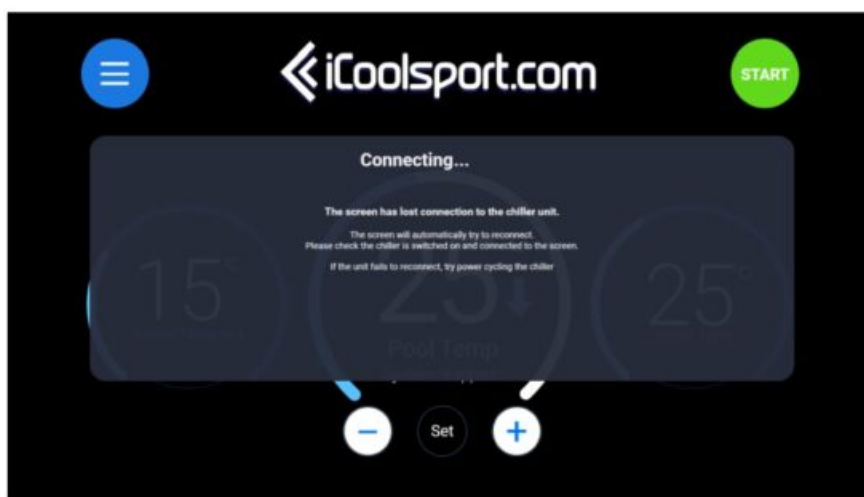 iCoolsport.com
START
Connecting...
The screen has lost connection to the chiller unit.
The screen will automatically try to reconnect.
Please check the chiller is switched on and connected to the screen.
If the unit fails to reconnect, try power cycling the chiller
15°
25
25°C
Pool Temp
Set